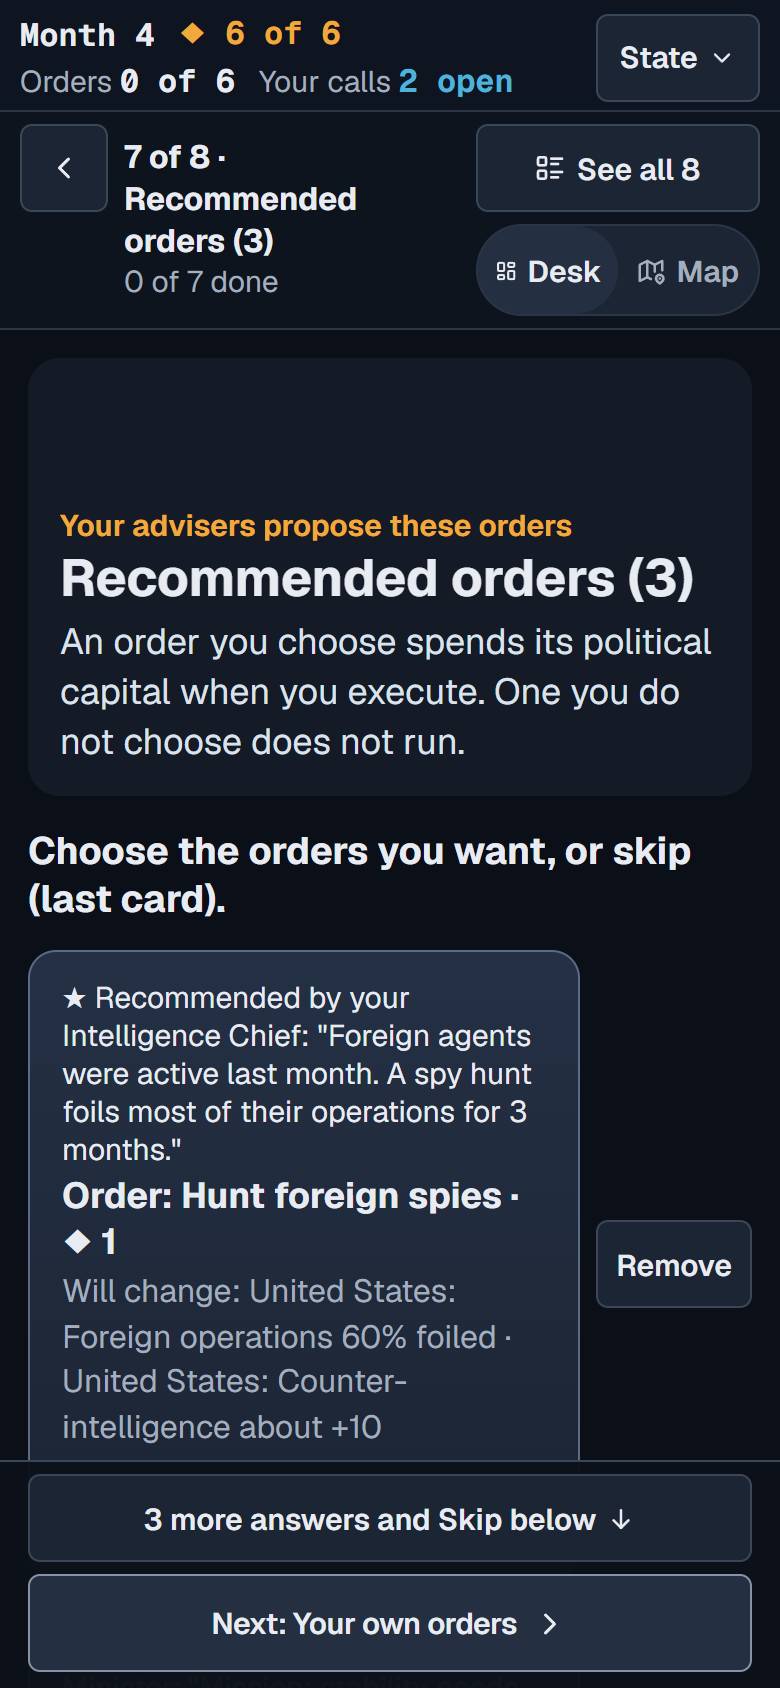 Month 4 ◆ 6 of 6
Orders 0 of 6 Your calls 2 open
State
7 of 8 ·
Recommended
orders (3)
0 of 7 done
See all 8
Desk
Map
Your advisers propose these orders
Recommended orders (3)
An order you choose spends its political
capital when you execute. One you do
not choose does not run.
Choose the orders you want, or skip
(last card).
★ Recommended by your
Intelligence Chief: "Foreign agents
were active last month. A spy hunt
foils most of their operations for 3
months."
Order: Hunt foreign spies ·
◆ 1
Will change: United States:
Foreign operations 60% foiled ·
United States: Counter-
intelligence about +10
Remove
3 more answers and Skip below ↓
Next: Your own orders